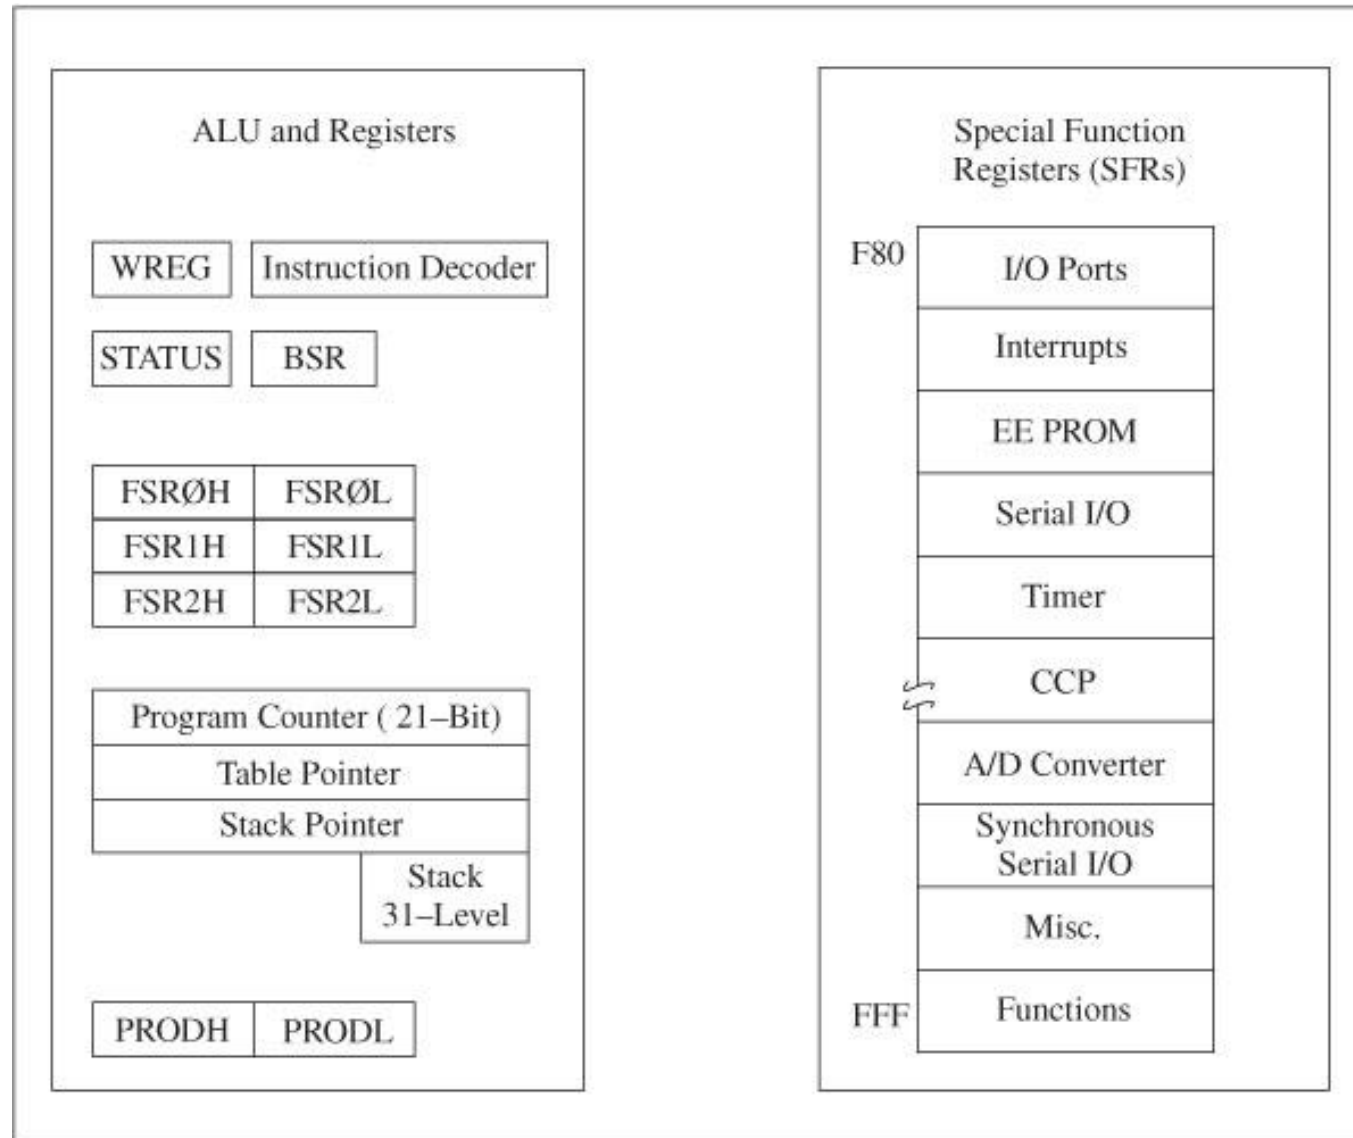 ALU and Registers
WREG
Instruction Decoder
STATUS
BSR
FSRØH
FSRØL
FSR1H
FSR1L
FSR2H
FSR2L
Program Counter ( 21–Bit)
Table Pointer
Stack Pointer
Stack
31–Level
PRODH
PRODL
Special Function
Registers (SFRs)
F80
I/O Ports
Interrupts
EE PROM
Serial I/O
Timer
CCP
A/D Converter
Synchronous
Serial I/O
Misc.
FFF
Functions